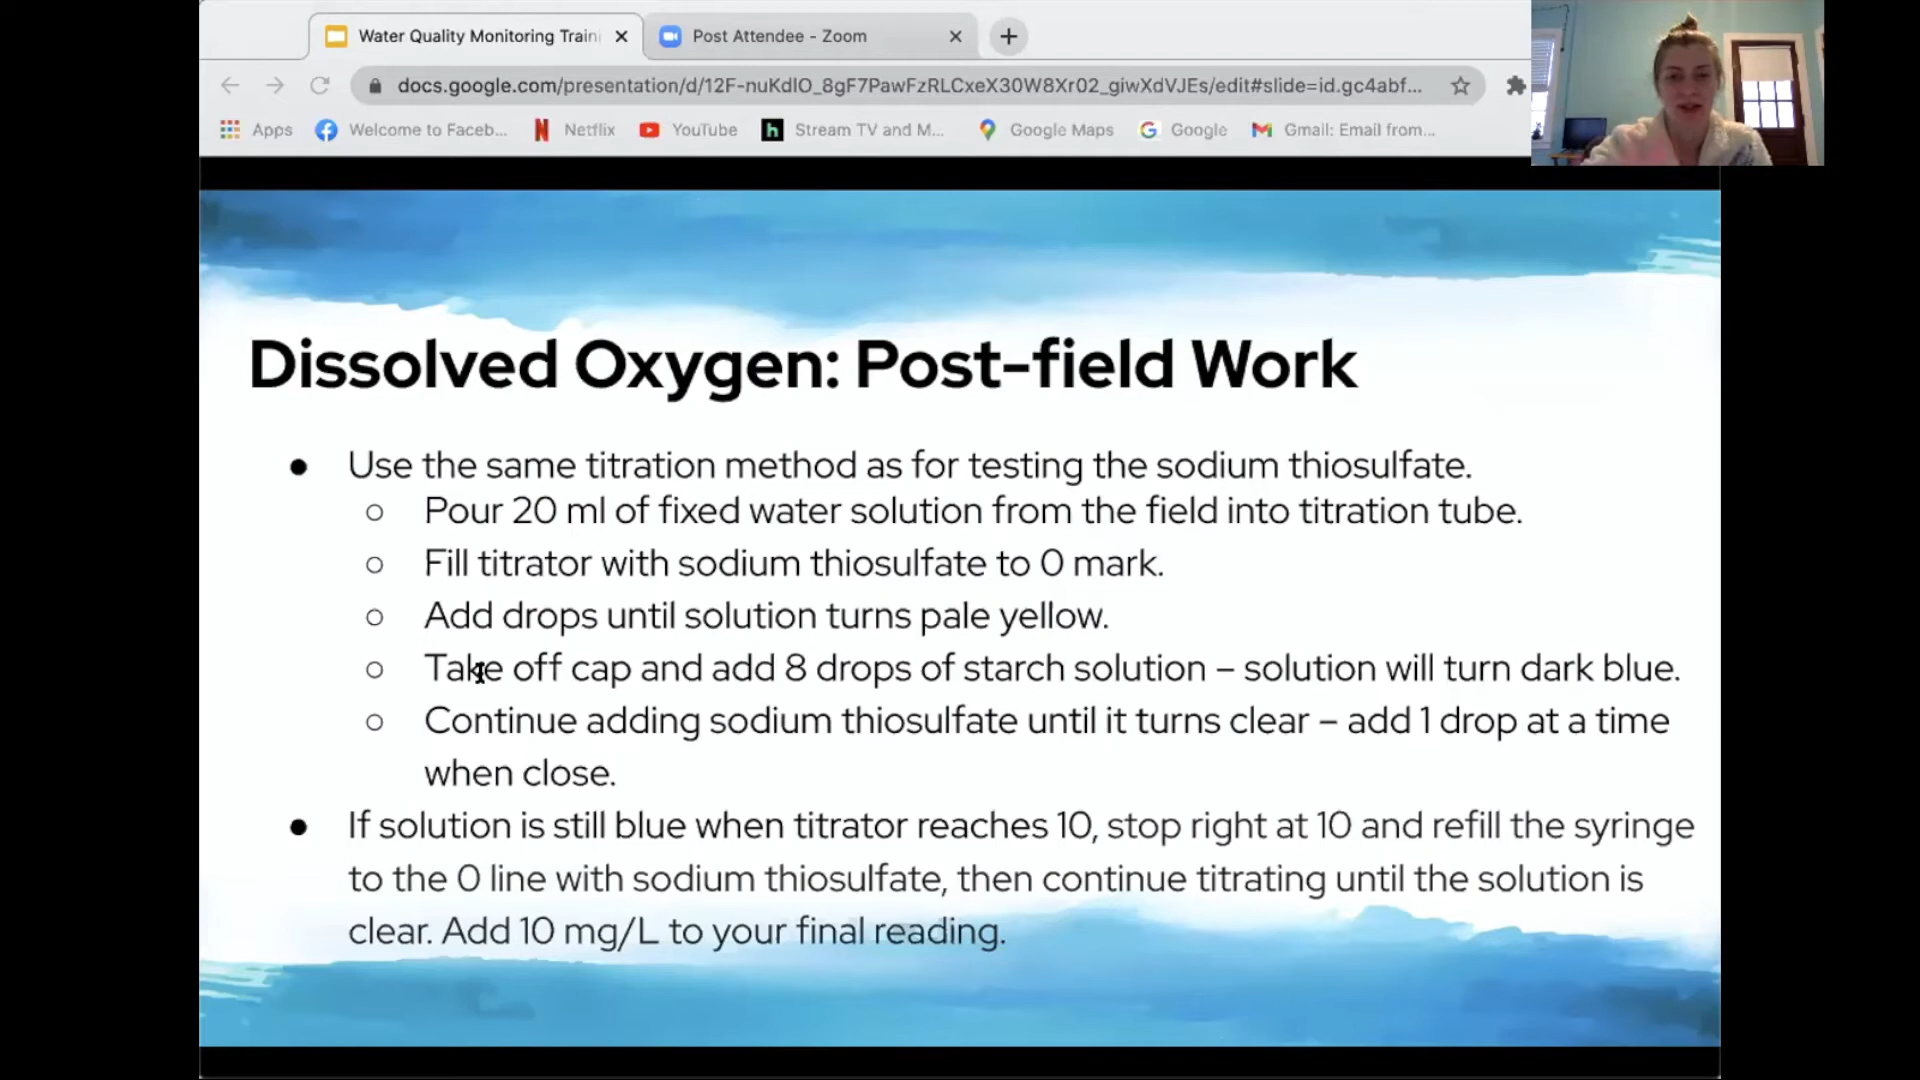 Water Quality Monitoring Train
Post Attendee - Zoom
docs.google.com/presentation/d/12F-nuKdlO_8gF7PawFzRLCxeX30W8Xr02_giwXdVJEs/edit#slide=id.gc4abf...
Apps
Welcome to Faceb...
Netflix
YouTube
Stream TV and M...
Google Maps
Google
Gmail: Email from...
Dissolved Oxygen: Post-field Work
● Use the same titration method as for testing the sodium thiosulfate.
○ Pour 20 ml of fixed water solution from the field into titration tube.
○ Fill titrator with sodium thiosulfate to 0 mark.
○ Add drops until solution turns pale yellow.
○ Take off cap and add 8 drops of starch solution – solution will turn dark blue.
○ Continue adding sodium thiosulfate until it turns clear – add 1 drop at a time
when close.
● If solution is still blue when titrator reaches 10, stop right at 10 and refill the syringe
to the 0 line with sodium thiosulfate, then continue titrating until the solution is
clear. Add 10 mg/L to your final reading.